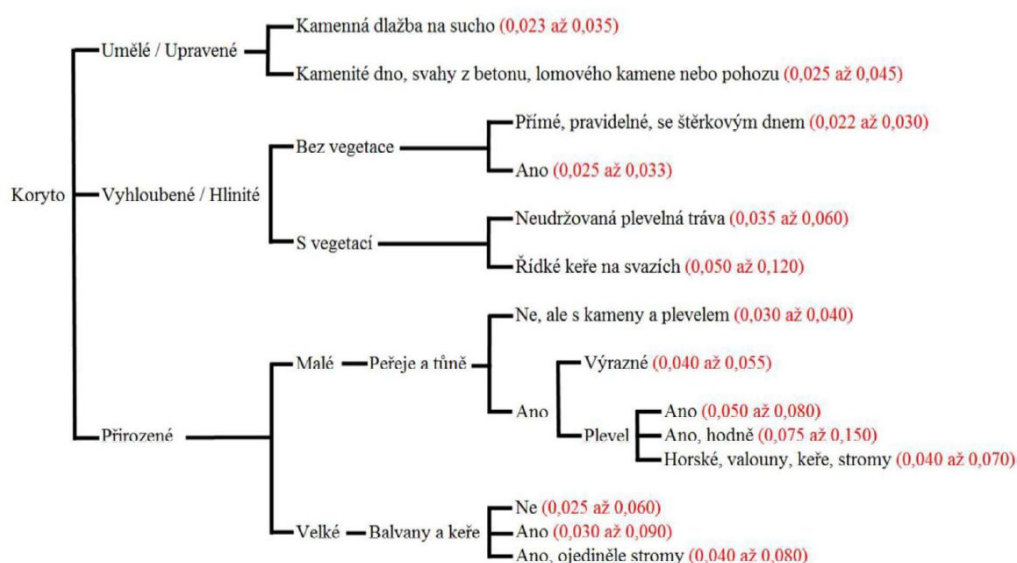 Kamenná dlažba na sucho (0,023 až 0,035)
Umělé / Upravené
Kamenité dno, svahy z betonu, lomového kamene nebo pohozu (0,025 až 0,045)
Přímé, pravidelné, se štěrkovým dnem (0,022 až 0,030)
Bez vegetace
Ano (0,025 až 0,033)
Koryto
Vyhloubené / Hlinité
Neudržovaná plevelná tráva (0,035 až 0,060)
S vegetací
Řídké keře na svazích (0,050 až 0,120)
Ne, ale s kameny a plevelem (0,030 až 0,040)
Malé
Peřeje a tůně
Výrazné (0,040 až 0,055)
Ano
Ano (0,050 až 0,080)
Přirozené
Plevel
Ano, hodně (0,075 až 0,150)
Horské, valouny, keře, stromy (0,040 až 0,070)
Ne (0,025 až 0,060)
Velké
Balvany a keře
Ano (0,030 až 0,090)
Ano, ojediněle stromy (0,040 až 0,080)